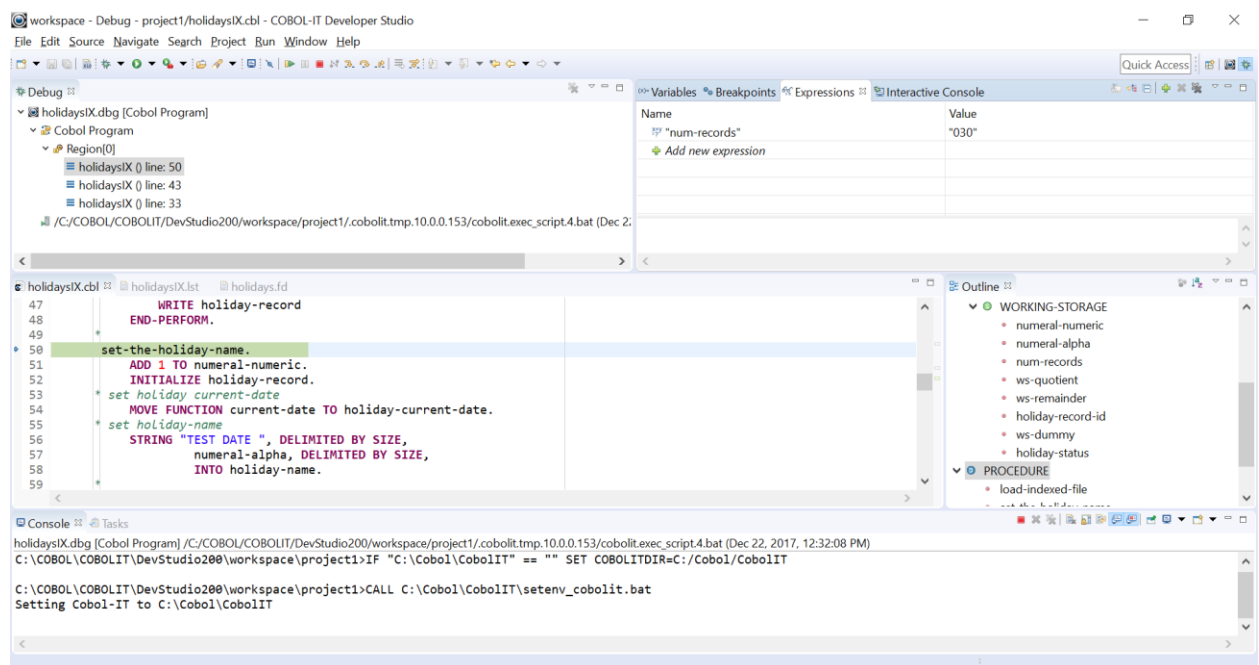 workspace - Debug - project1/holidaysIX.cbl - COBOL-IT Developer Studio
File Edit Source Navigate Search Project Run Window Help
Quick Access
Debug
holidaysIX.dbg [Cobol Program]
Cobol Program
Region[0]
holidaysIX () line: 50
holidaysIX () line: 43
holidaysIX () line: 33
/C:/COBOL/COBOLIT/DevStudio200/workspace/project1/.cobolit.tmp.10.0.0.153/cobolit.exec_script.4.bat (Dec 22
Variables Breakpoints Expressions Interactive Console
Name Value
"num-records" "030"
Add new expression
holidaysIX.cbl holidaysIX.lst holidays.fd
47 WRITE holiday-record
48 END-PERFORM.
49 *
50 set-the-holiday-name.
51 ADD 1 TO numeral-numeric.
52 INITIALIZE holiday-record.
53 * set holiday current-date
54 MOVE FUNCTION current-date TO holiday-current-date.
55 * set holiday-name
56 STRING "TEST DATE ", DELIMITED BY SIZE,
57 numeral-alpha, DELIMITED BY SIZE,
58 INTO holiday-name.
59 *
Outline
WORKING-STORAGE
numeral-numeric
numeral-alpha
num-records
ws-quotient
ws-remainder
holiday-record-id
ws-dummy
holiday-status
PROCEDURE
load-indexed-file
Console Tasks
holidaysIX.dbg [Cobol Program] /C:/COBOL/COBOLIT/DevStudio200/workspace/project1/.cobolit.tmp.10.0.0.153/cobolit.exec_script.4.bat (Dec 22, 2017, 12:32:08 PM)
C:\COBOL\COBOLIT\DevStudio200\workspace\project1>IF "C:\Cobol\CobolIT" == "" SET COBOLITDIR=C:/Cobol/CobolIT
C:\COBOL\COBOLIT\DevStudio200\workspace\project1>CALL C:\Cobol\CobolIT\setenv_cobolit.bat
Setting Cobol-IT to C:\Cobol\CobolIT